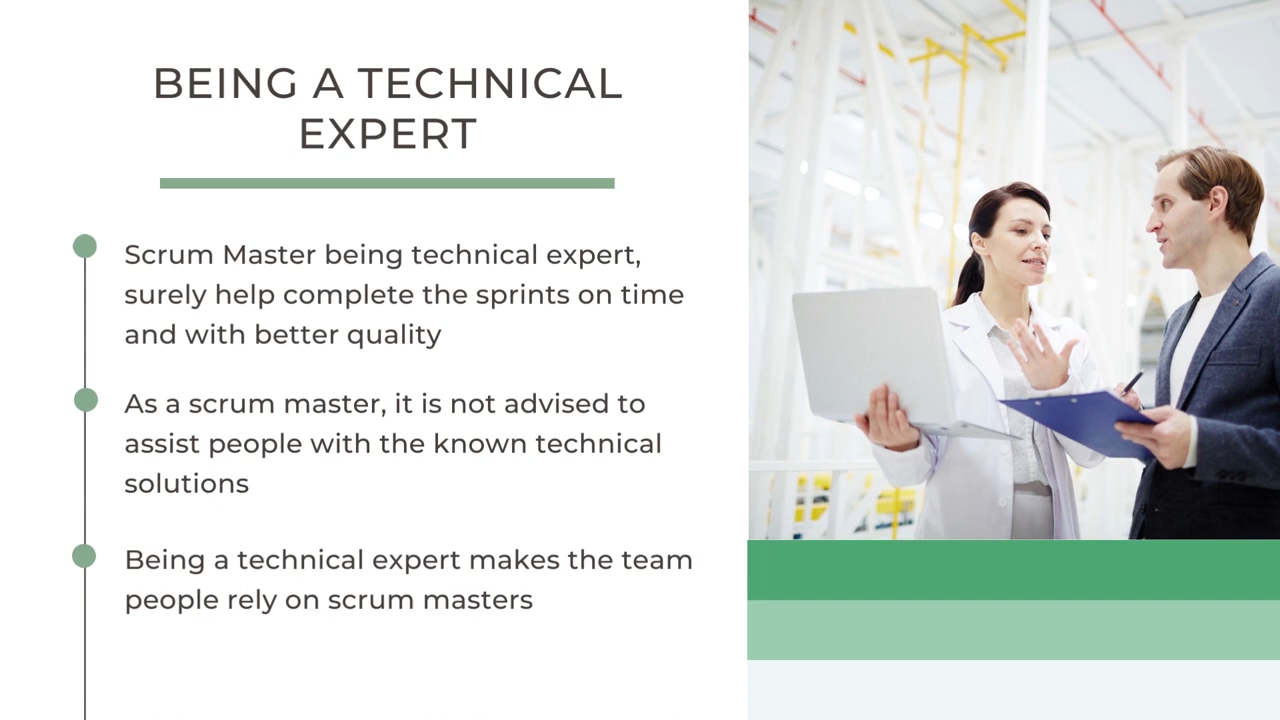 BEING A TECHNICAL
EXPERT
Scrum Master being technical expert,
surely help complete the sprints on time
and with better quality
As a scrum master, it is not advised to
assist people with the known technical
solutions
Being a technical expert makes the team
people rely on scrum masters